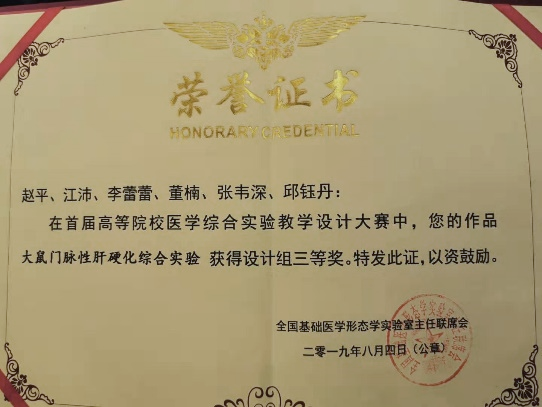 荣誉证书
HONORARY CREDENTIAL
赵平、江沛、李蕾蕾、董楠、张韦深、邱钰丹：
在首届高等院校医学综合实验教学设计大赛中，您的作品
大鼠门脉性肝硬化综合实验 获得设计组三等奖。特发此证，以资鼓励。
全国基础医学形态学实验室主任联席会
二零一九年八月四日（公章）